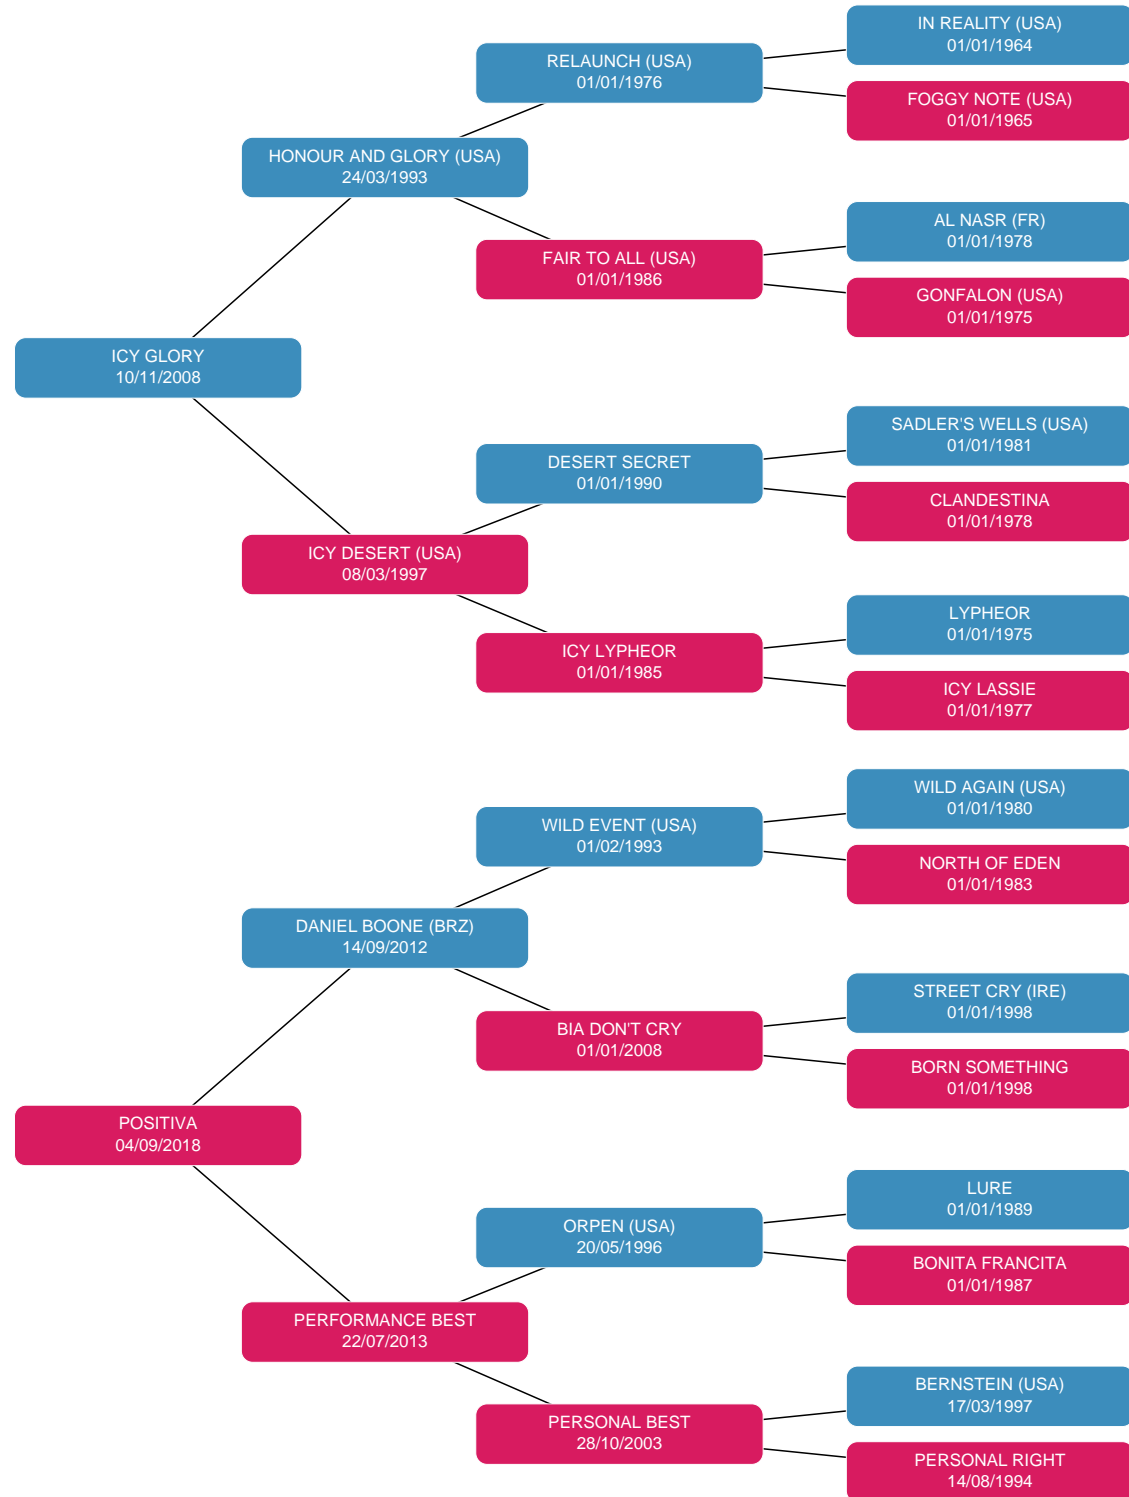 IN REALITY (USA)
01/01/1964
RELAUNCH (USA)
01/01/1976
FOGGY NOTE (USA)
01/01/1965
HONOUR AND GLORY (USA)
24/03/1993
AL NASR (FR)
01/01/1978
FAIR TO ALL (USA)
01/01/1986
GONFALON (USA)
01/01/1975
ICY GLORY
10/11/2008
SADLER'S WELLS (USA)
01/01/1981
DESERT SECRET
01/01/1990
CLANDESTINA
01/01/1978
ICY DESERT (USA)
08/03/1997
LYPHEOR
01/01/1975
ICY LYPHEOR
01/01/1985
ICY LASSIE
01/01/1977
WILD AGAIN (USA)
01/01/1980
WILD EVENT (USA)
01/02/1993
NORTH OF EDEN
01/01/1983
DANIEL BOONE (BRZ)
14/09/2012
STREET CRY (IRE)
01/01/1998
BIA DON'T CRY
01/01/2008
BORN SOMETHING
01/01/1998
POSITIVA
04/09/2018
LURE
01/01/1989
ORPEN (USA)
20/05/1996
BONITA FRANCITA
01/01/1987
PERFORMANCE BEST
22/07/2013
BERNSTEIN (USA)
17/03/1997
PERSONAL BEST
28/10/2003
PERSONAL RIGHT
14/08/1994